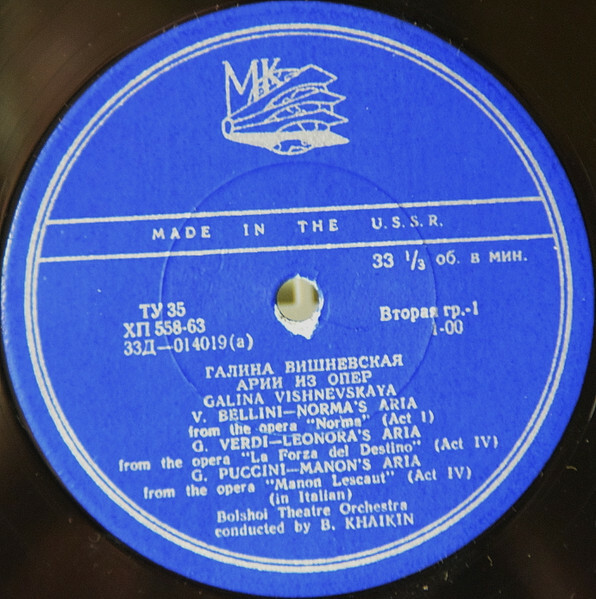 МК
MADE IN THE U.S.S.R.
33 1/3 об. в мин.
ТУ 35
ХП 558-63
33Д—014019(а)
Вторая гр.-1
1-00
ГАЛИНА ВИШНЕВСКАЯ
АРИИ ИЗ ОПЕР
GALINA VISHNEVSKAYA
V. BELLINI—NORMA'S ARIA
from the opera "Norma" (Act I)
G. VERDI—LEONORA'S ARIA
from the opera "La Forza del Destino" (Act IV)
G. PUCCINI—MANON'S ARIA
from the opera "Manon Lescaut" (Act IV)
(in Italian)
Bolshoi Theatre Orchestra
conducted by B. KHAIKIN